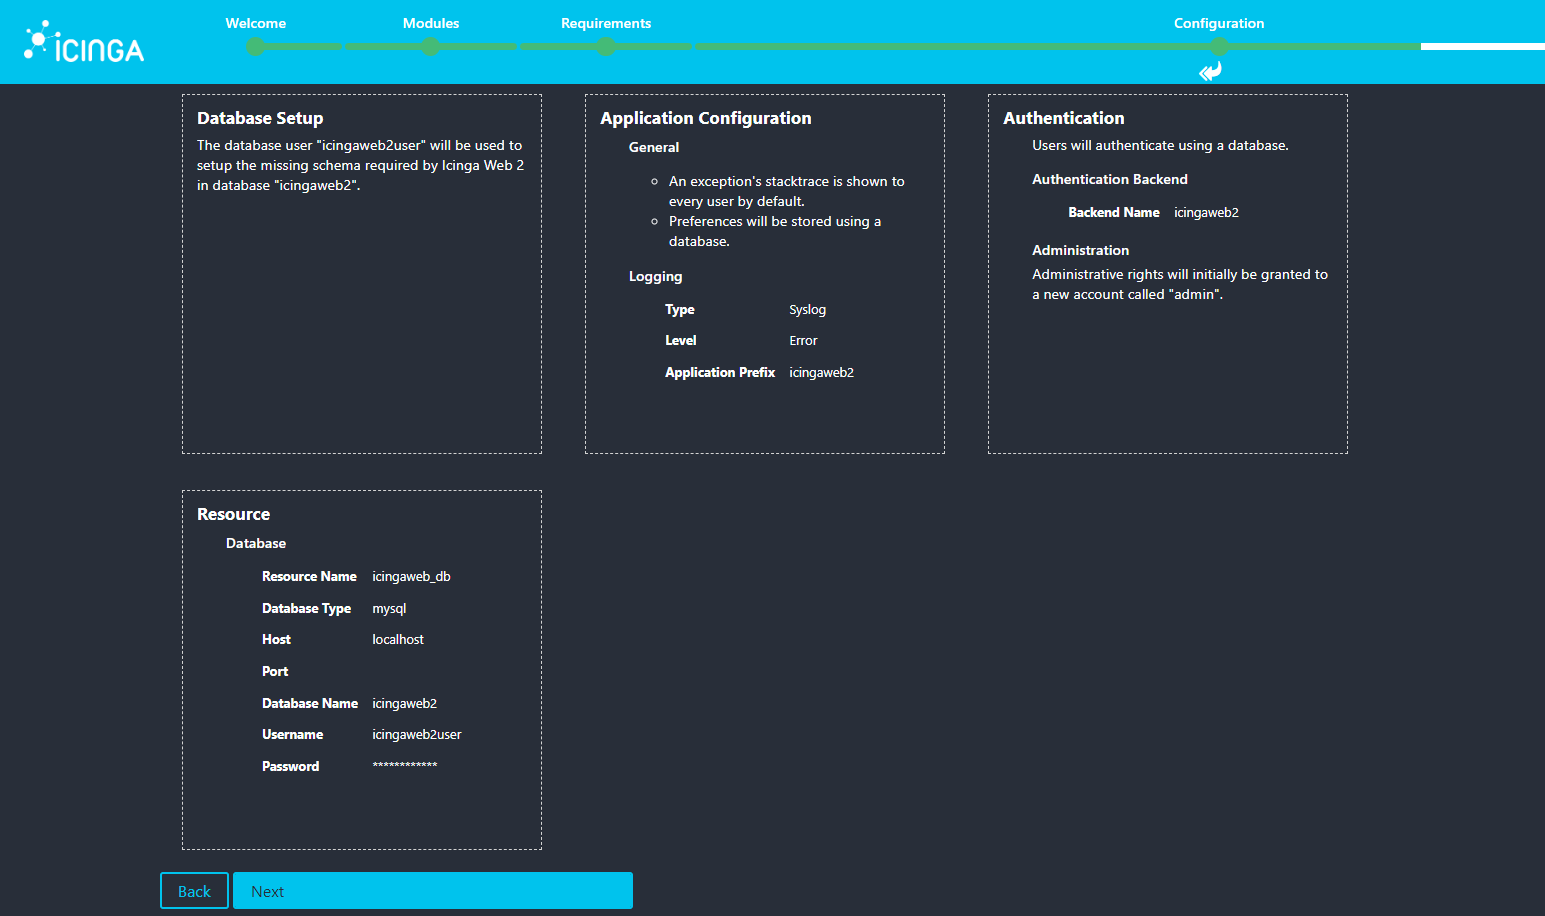 ICINGA
Welcome
Modules
Requirements
Configuration
Database Setup
The database user "icingaweb2user" will be used to
setup the missing schema required by Icinga Web 2
in database "icingaweb2".
Application Configuration
General
An exception's stacktrace is shown to
every user by default.
Preferences will be stored using a
database.
Logging
Type Syslog
Level Error
Application Prefix icingaweb2
Authentication
Users will authenticate using a database.
Authentication Backend
Backend Name icingaweb2
Administration
Administrative rights will initially be granted to
a new account called "admin".
Resource
Database
Resource Name icingaweb_db
Database Type mysql
Host localhost
Port
Database Name icingaweb2
Username icingaweb2user
Password ************
Back
Next